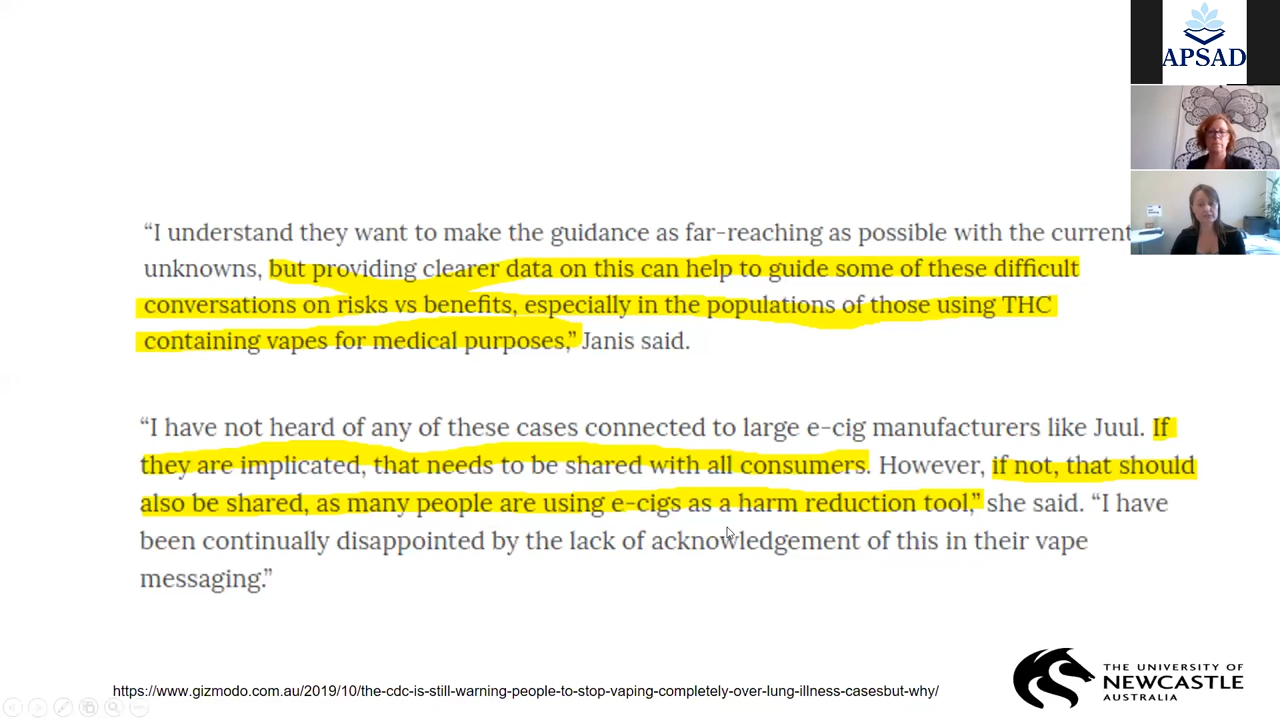 APSAD
“I understand they want to make the guidance as far-reaching as possible with the current
unknowns, but providing clearer data on this can help to guide some of these difficult
conversations on risks vs benefits, especially in the populations of those using THC
containing vapes for medical purposes,” Janis said.
“I have not heard of any of these cases connected to large e-cig manufacturers like Juul. If
they are implicated, that needs to be shared with all consumers. However, if not, that should
also be shared, as many people are using e-cigs as a harm reduction tool,” she said. “I have
been continually disappointed by the lack of acknowledgement of this in their vape
messaging.”
https://www.gizmodo.com.au/2019/10/the-cdc-is-still-warning-people-to-stop-vaping-completely-over-lung-illness-casesbut-why/
THE UNIVERSITY OF
NEWCASTLE
AUSTRALIA